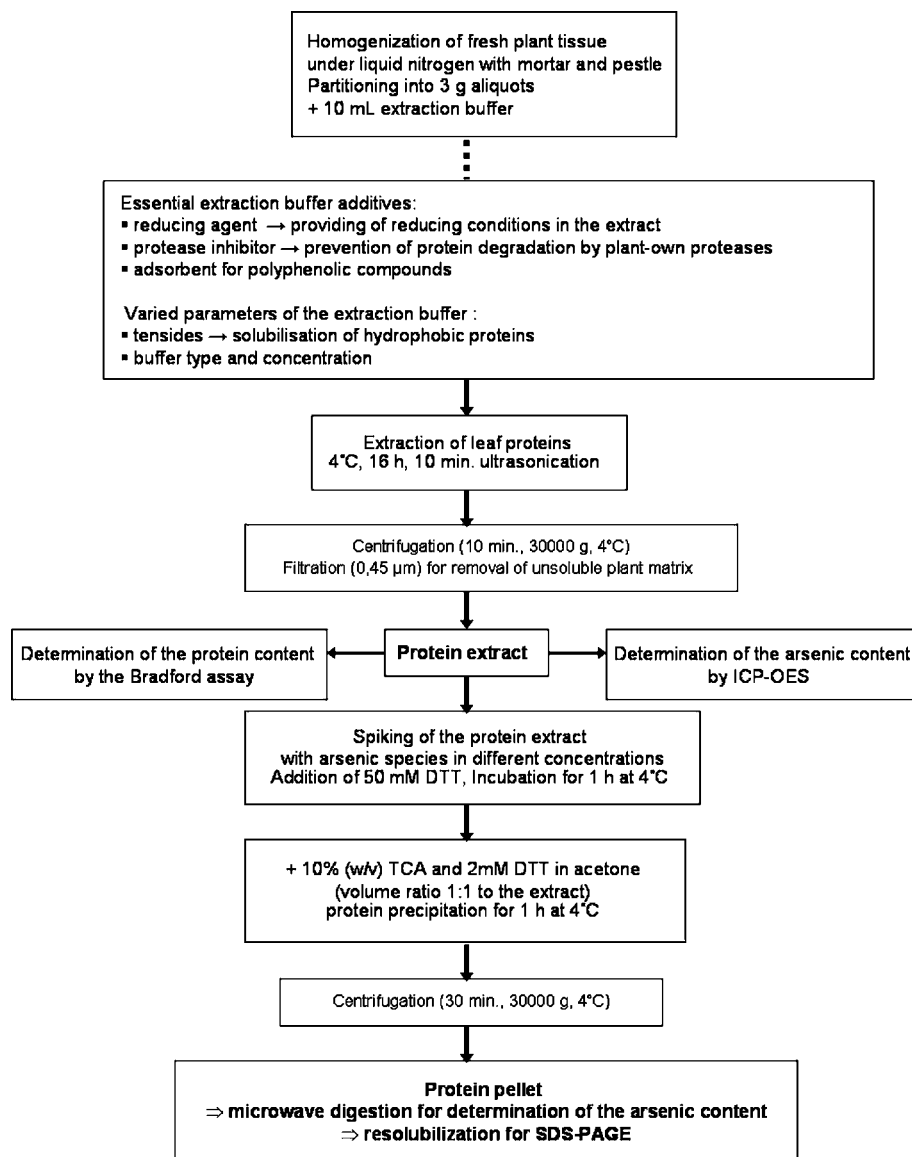 Homogenization of fresh plant tissue
under liquid nitrogen with mortar and pestle
Partitioning into 3 g aliquots
+ 10 mL extraction buffer
Essential extraction buffer additives:
▪ reducing agent → providing of reducing conditions in the extract
▪ protease inhibitor → prevention of protein degradation by plant-own proteases
▪ adsorbent for polyphenolic compounds
Varied parameters of the extraction buffer :
▪ tensides → solubilisation of hydrophobic proteins
▪ buffer type and concentration
Extraction of leaf proteins
4°C, 16 h, 10 min. ultrasonication
Centrifugation (10 min., 30000 g, 4°C)
Filtration (0,45 µm) for removal of unsoluble plant matrix
Determination of the protein content
by the Bradford assay
Protein extract
Determination of the arsenic content
by ICP-OES
Spiking of the protein extract
with arsenic species in different concentrations
Addition of 50 mM DTT, Incubation for 1 h at 4°C
+ 10% (w/v) TCA and 2mM DTT in acetone
(volume ratio 1:1 to the extract)
protein precipitation for 1 h at 4°C
Centrifugation (30 min., 30000 g, 4°C)
Protein pellet
⇒ microwave digestion for determination of the arsenic content
⇒ resolubilization for SDS-PAGE